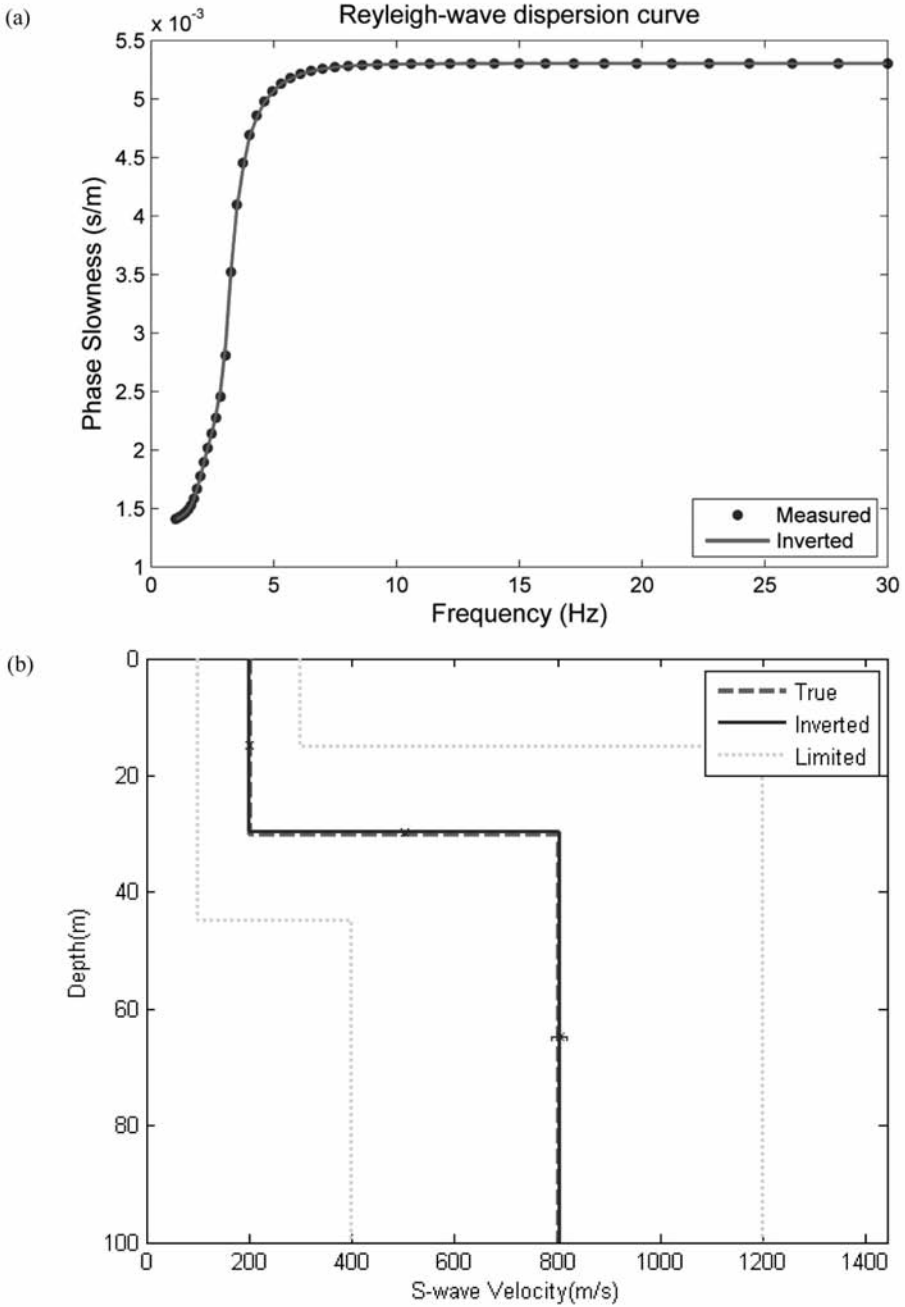 (a)
Reyleigh-wave dispersion curve
x 10⁻³
5.5
5
4.5
4
3.5
3
2.5
2
1.5
1
Phase Slowness (s/m)
0 5 10 15 20 25 30
Frequency (Hz)
Measured
Inverted
(b)
0
20
40
60
80
100
Depth(m)
0 200 400 600 800 1000 1200 1400
S-wave Velocity(m/s)
True
Inverted
Limited